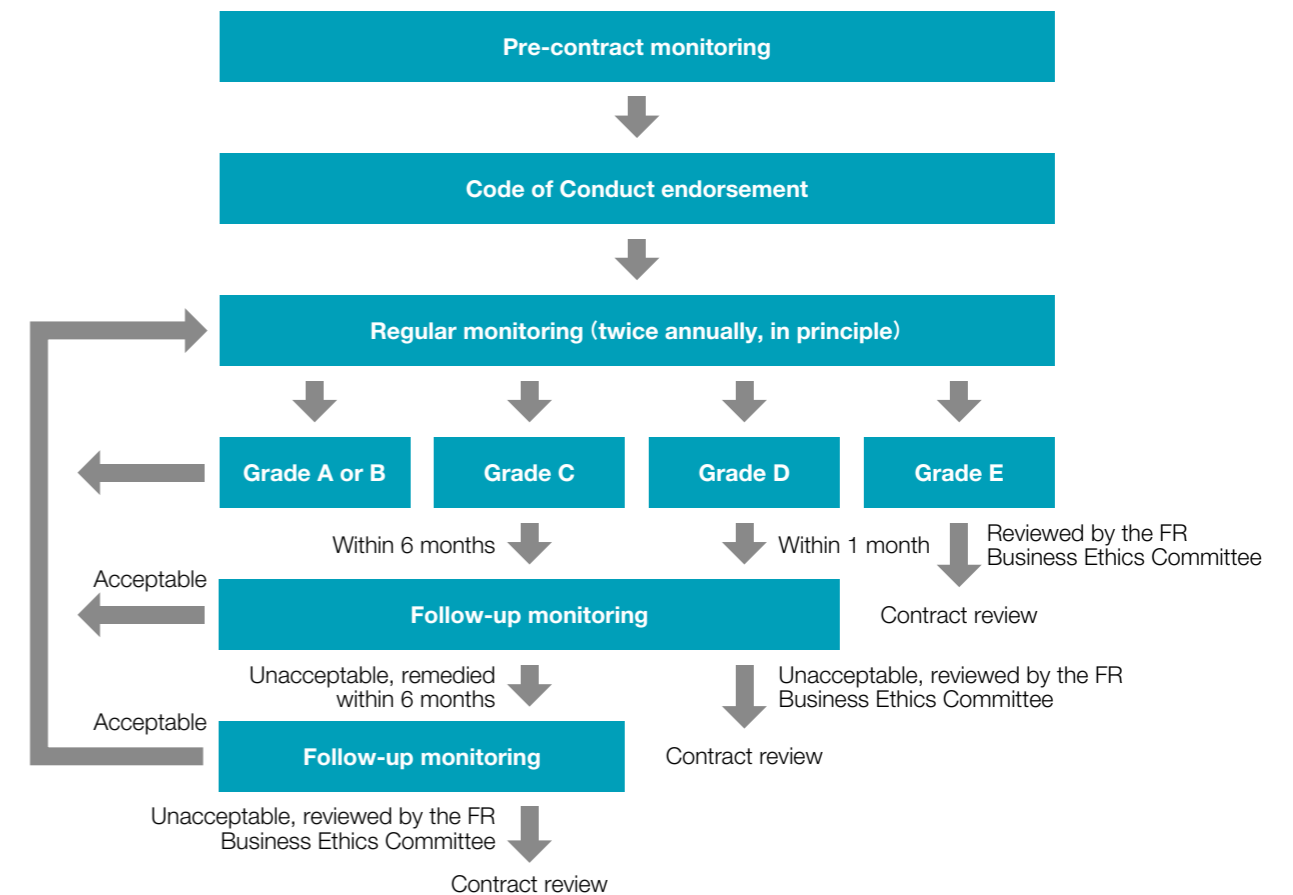 Pre-contract monitoring
Code of Conduct endorsement
Regular monitoring (twice annually, in principle)
Grade A or B
Grade C
Grade D
Grade E
Within 6 months
Within 1 month
Reviewed by the FR
Business Ethics Committee
Acceptable
Follow-up monitoring
Contract review
Unacceptable, remedied
within 6 months
Unacceptable, reviewed by the FR
Business Ethics Committee
Acceptable
Follow-up monitoring
Contract review
Unacceptable, reviewed by the FR
Business Ethics Committee
Contract review